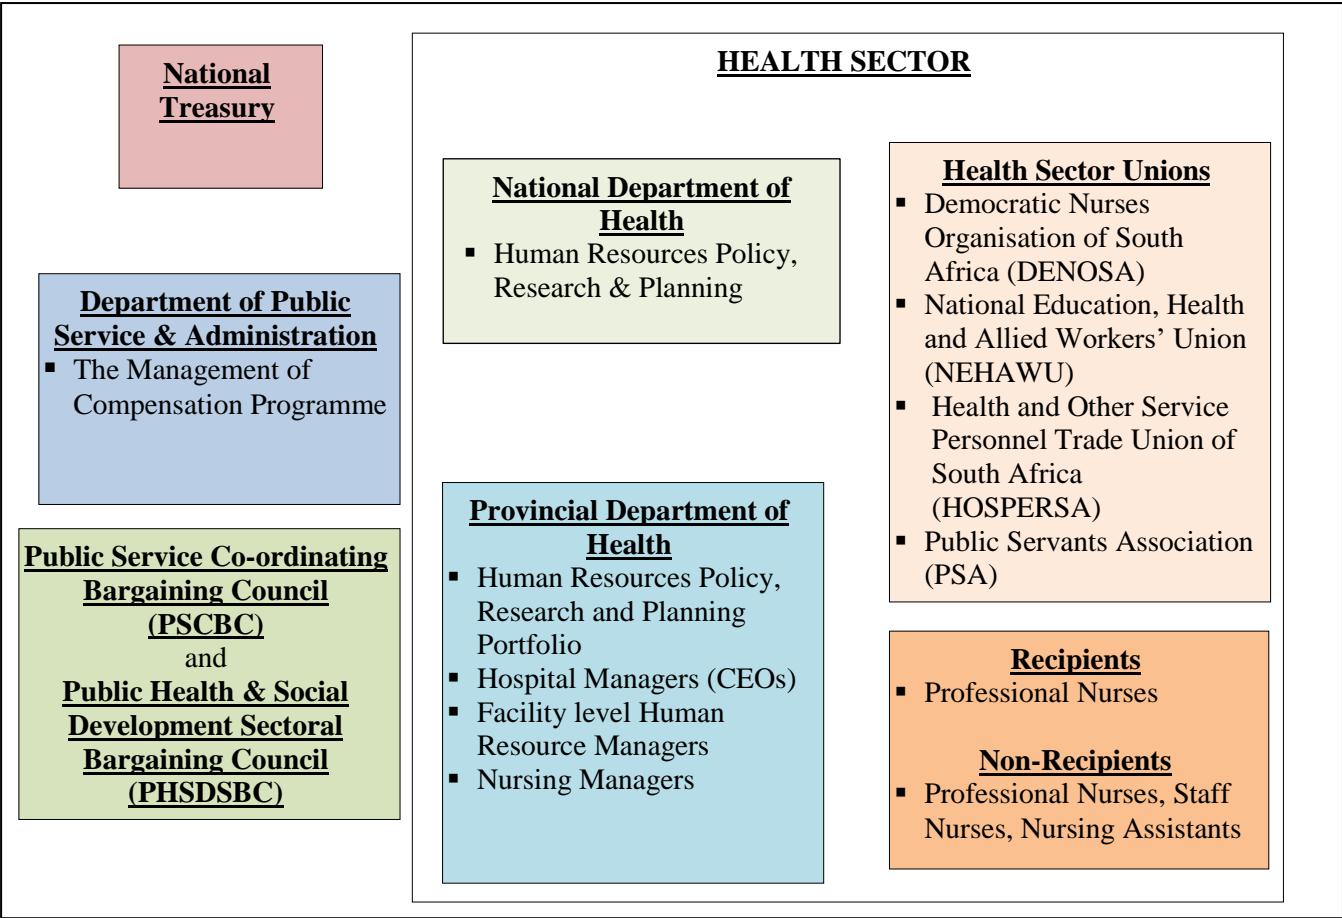 National
Treasury
Department of Public
Service & Administration
▪ The Management of
Compensation Programme
Public Service Co-ordinating
Bargaining Council
(PSCBC)
and
Public Health & Social
Development Sectoral
Bargaining Council
(PHSDSBC)
HEALTH SECTOR
National Department of
Health
▪ Human Resources Policy,
Research & Planning
Provincial Department of
Health
▪ Human Resources Policy,
Research and Planning
Portfolio
▪ Hospital Managers (CEOs)
▪ Facility level Human
Resource Managers
▪ Nursing Managers
Health Sector Unions
▪ Democratic Nurses
Organisation of South
Africa (DENOSA)
▪ National Education, Health
and Allied Workers’ Union
(NEHAWU)
▪ Health and Other Service
Personnel Trade Union of
South Africa
(HOSPERSA)
▪ Public Servants Association
(PSA)
Recipients
▪ Professional Nurses
Non-Recipients
▪ Professional Nurses, Staff
Nurses, Nursing Assistants